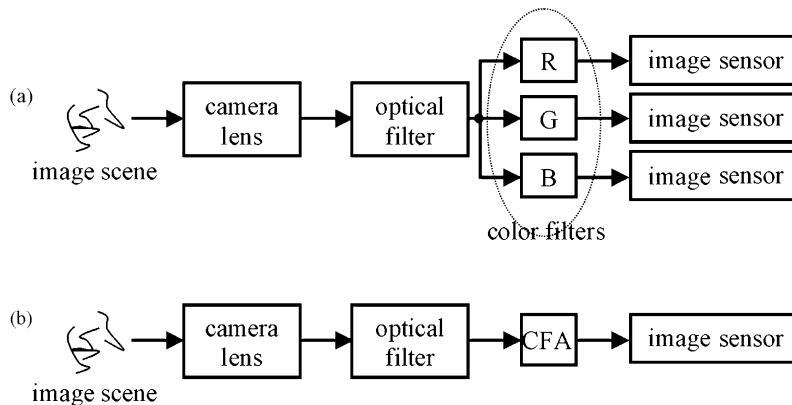 (a)
image scene
camera
lens
optical
filter
R
G
B
color filters
image sensor
image sensor
image sensor
(b)
image scene
camera
lens
optical
filter
CFA
image sensor